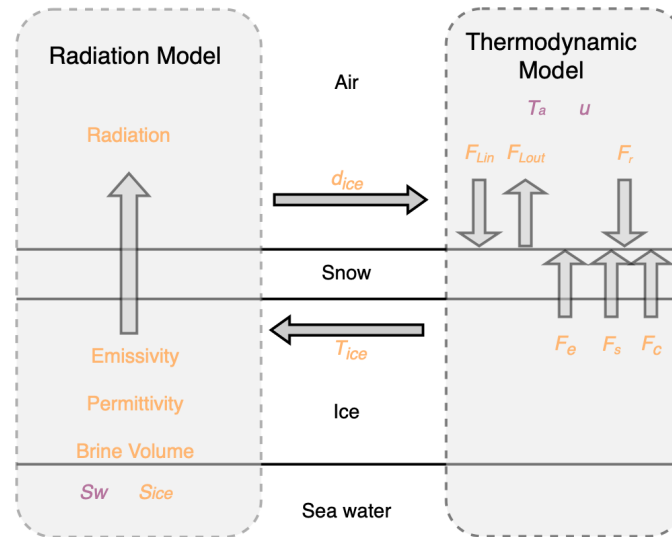 Radiation Model
Radiation
Emissivity
Permittivity
Brine Volume
Sw Sice
Air
dice
Snow
Tice
Ice
Sea water
Thermodynamic
Model
Ta u
FLin FLout Fr
Fe Fs Fc